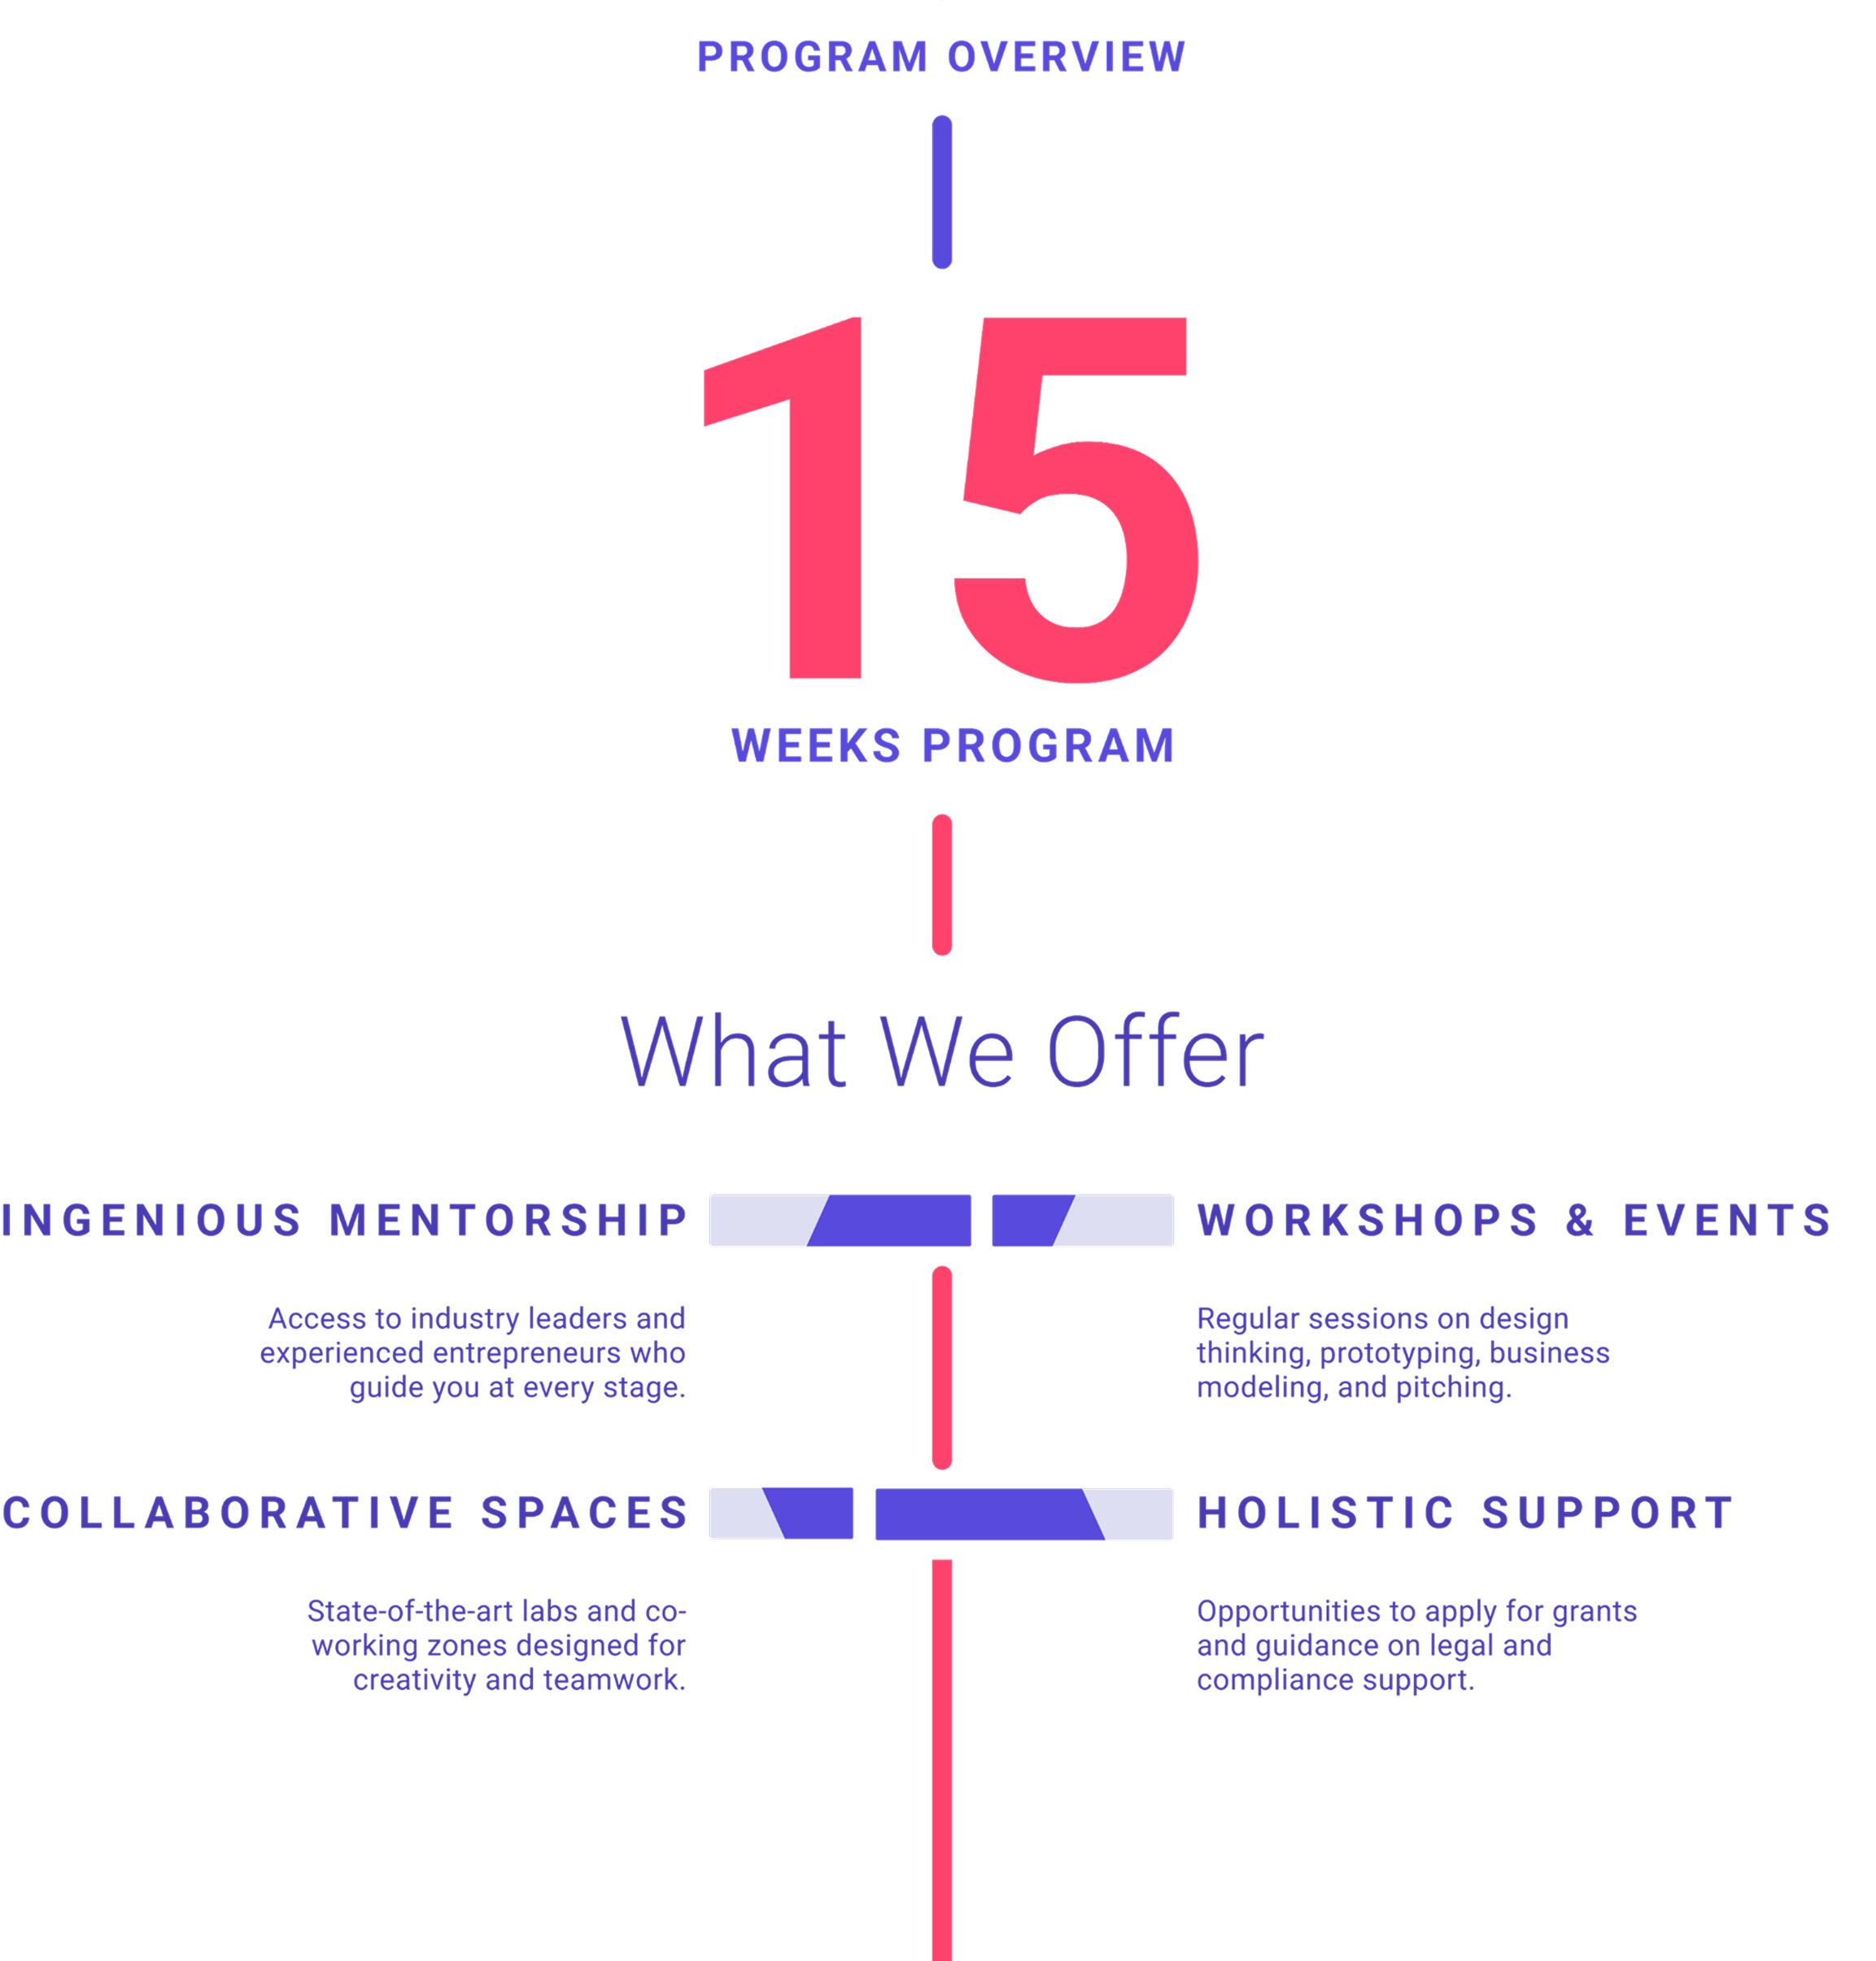 PROGRAM OVERVIEW
15
WEEKS PROGRAM
What We Offer
INGENIOUS MENTORSHIP
Access to industry leaders and
experienced entrepreneurs who
guide you at every stage.
WORKSHOPS & EVENTS
Regular sessions on design
thinking, prototyping, business
modeling, and pitching.
COLLABORATIVE SPACES
State-of-the-art labs and co-
working zones designed for
creativity and teamwork.
HOLISTIC SUPPORT
Opportunities to apply for grants
and guidance on legal and
compliance support.